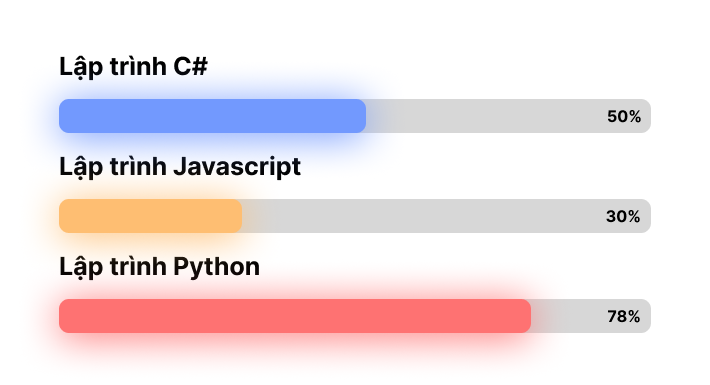 Lập trình C#
50%
Lập trình Javascript
30%
Lập trình Python
78%